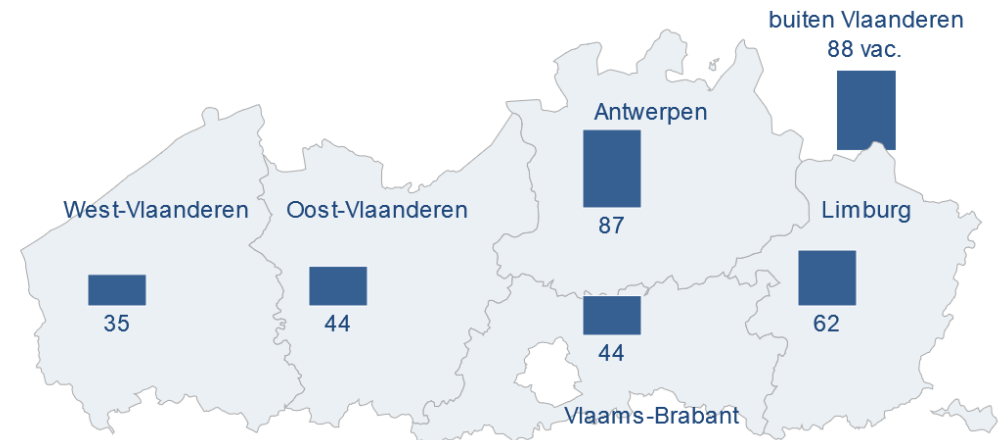 buiten Vlaanderen
88 vac.
Antwerpen
87
West-Vlaanderen
35
Oost-Vlaanderen
44
Limburg
62
44
Vlaams-Brabant